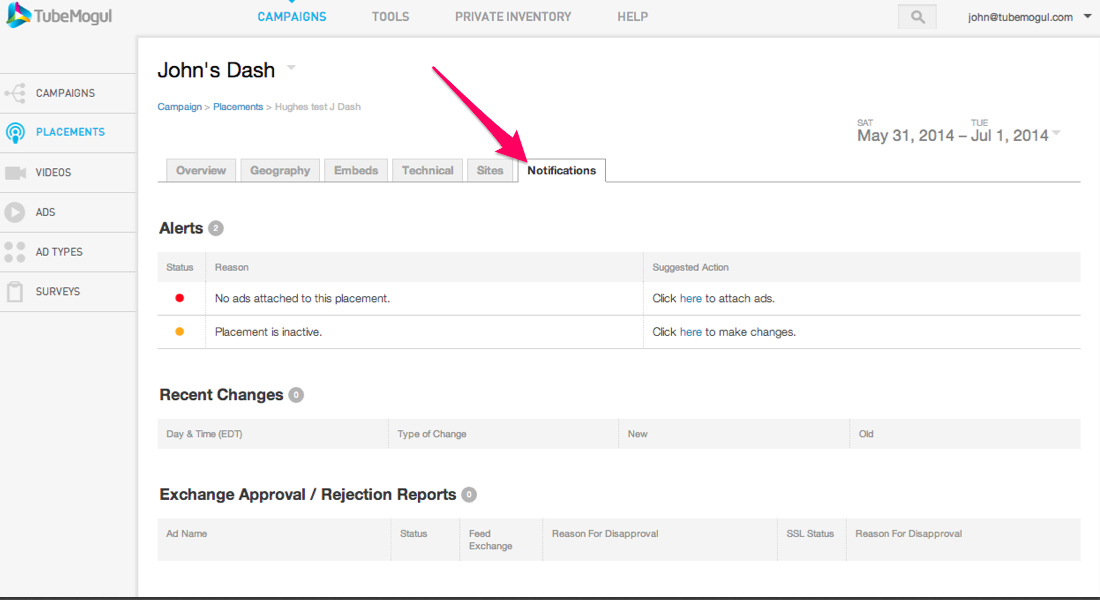 TubeMogul
CAMPAIGNS TOOLS PRIVATE INVENTORY HELP john@tubemogul.com
CAMPAIGNS
PLACEMENTS
VIDEOS
ADS
AD TYPES
SURVEYS
John's Dash
Campaign > Placements > Hughes test J Dash
SAT TUE
May 31, 2014 – Jul 1, 2014
Overview Geography Embeds Technical Sites Notifications
Alerts 2
Status Reason Suggested Action
No ads attached to this placement. Click here to attach ads.
Placement is inactive. Click here to make changes.
Recent Changes 0
Day & Time (EDT) Type of Change New Old
Exchange Approval / Rejection Reports 0
Ad Name Status Feed Reason For Disapproval SSL Status Reason For Disapproval
Exchange